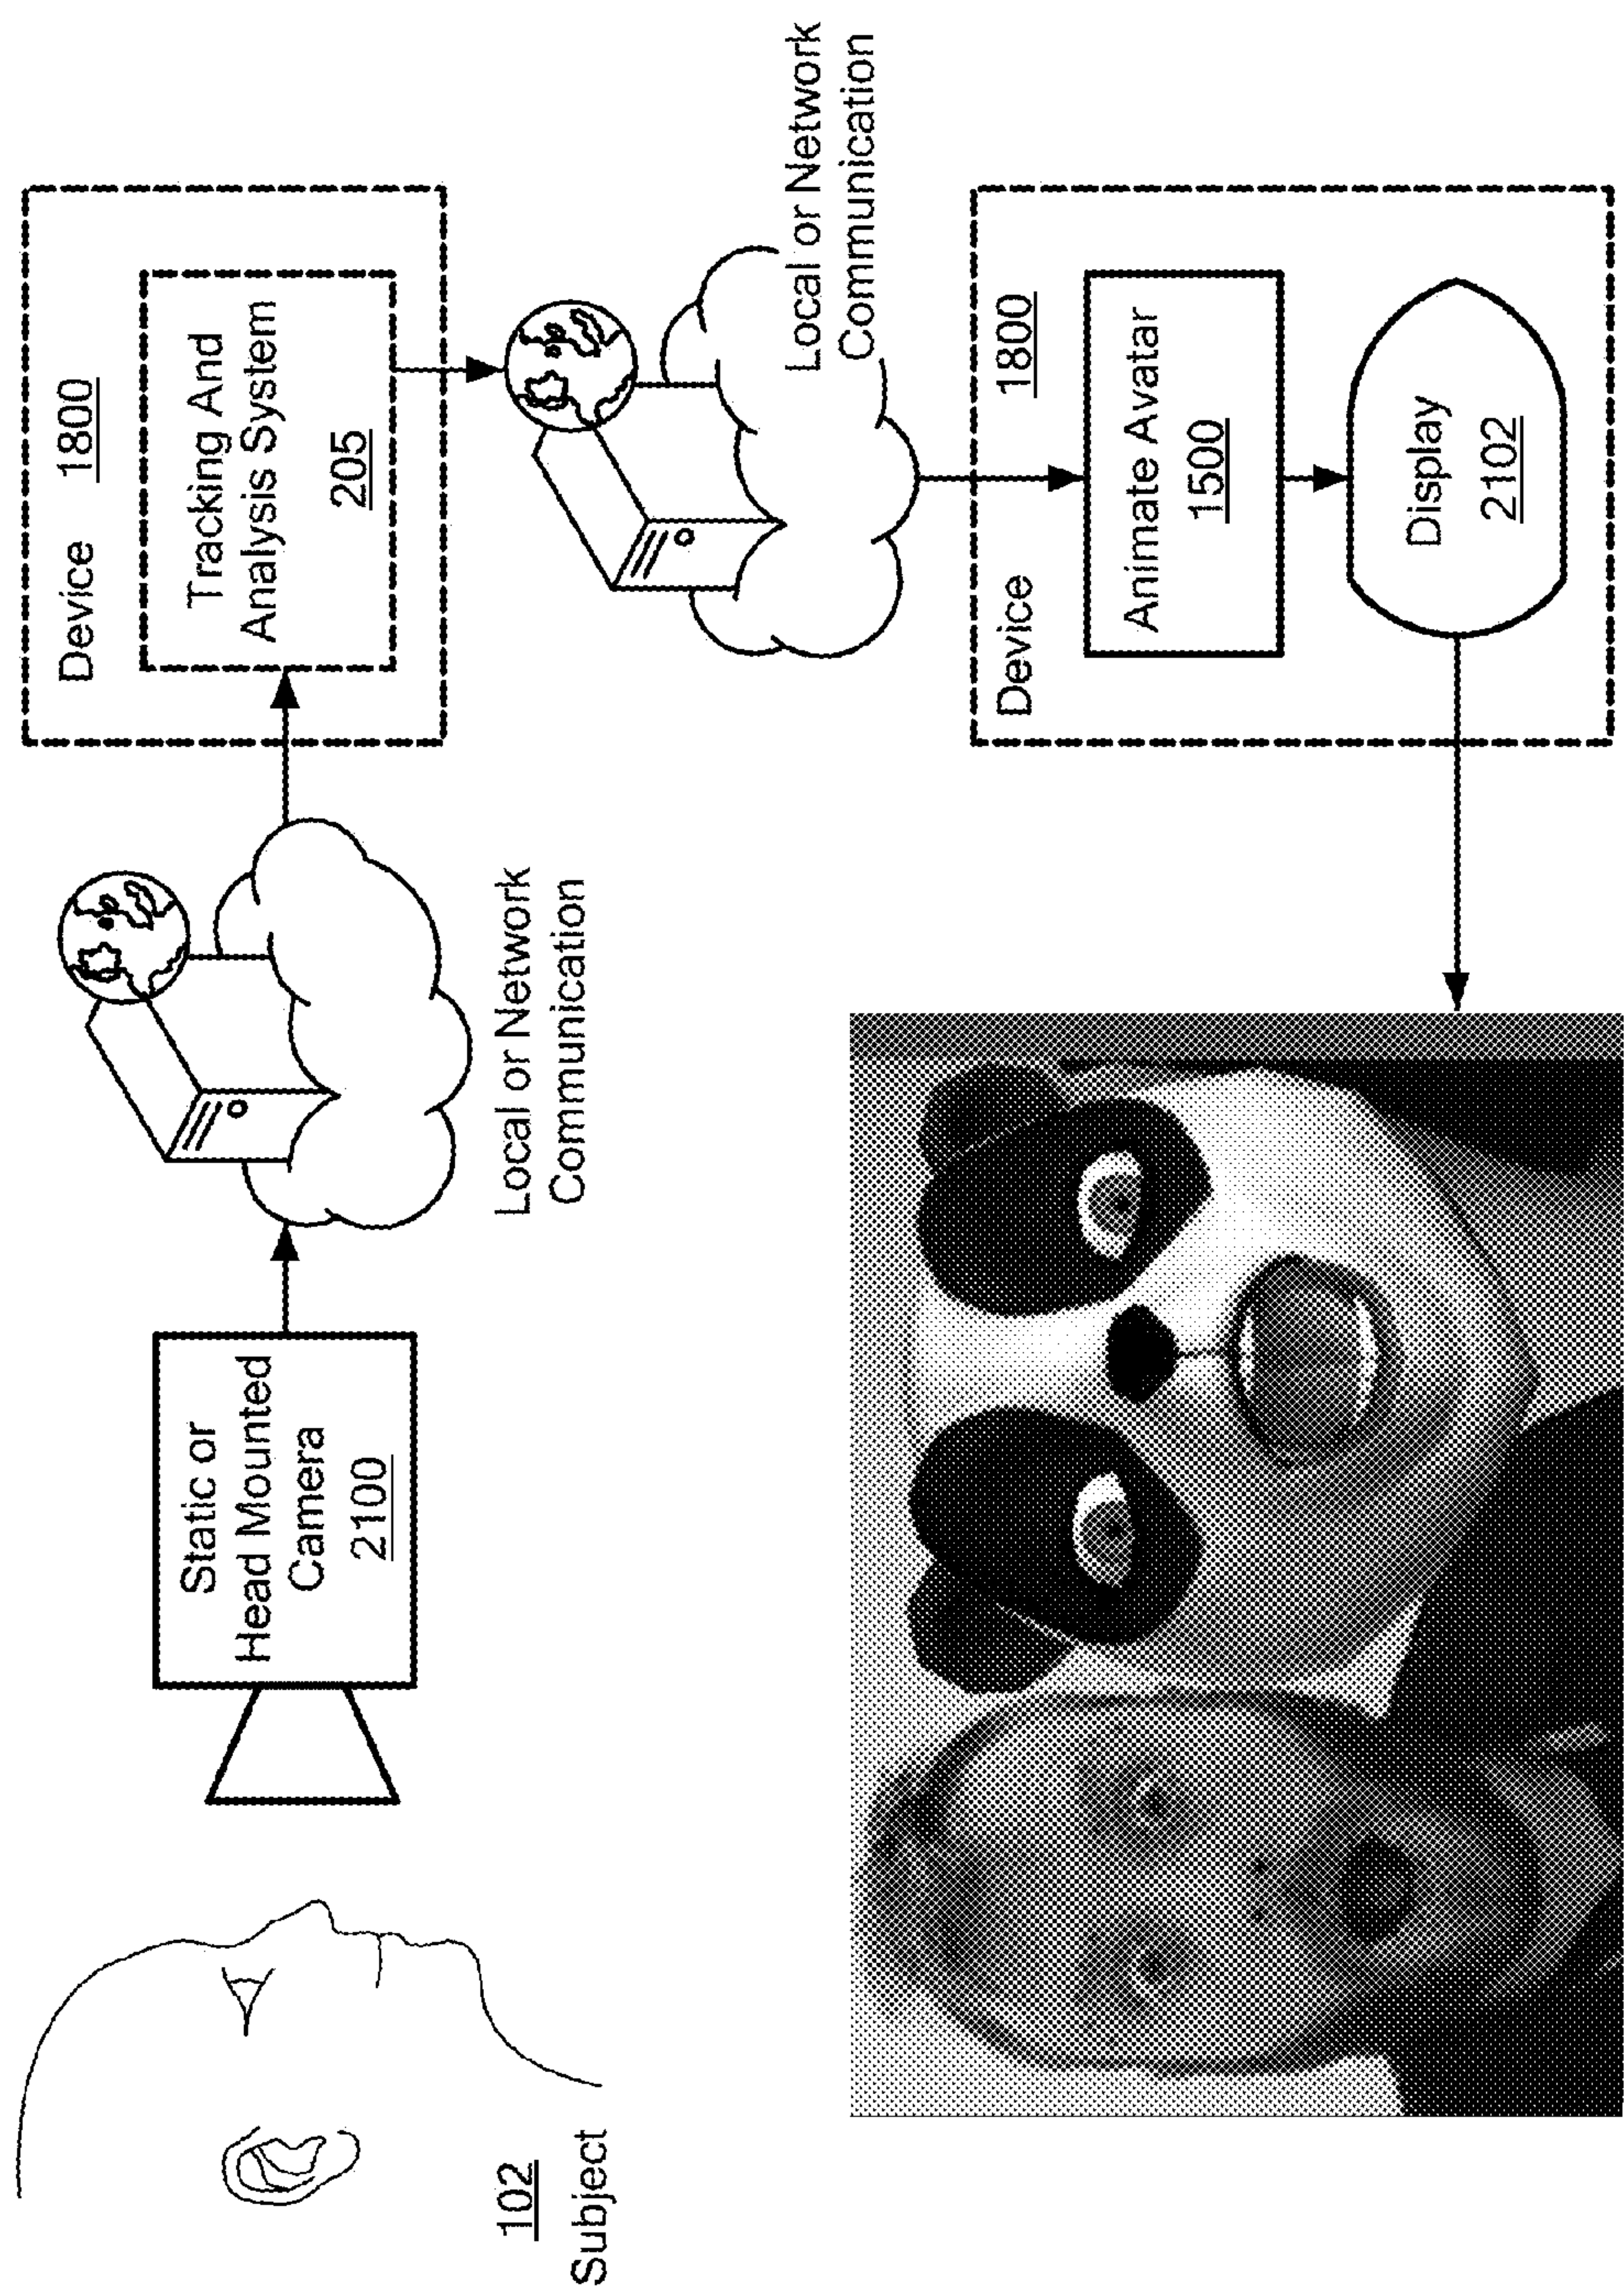 102
Subject
Static or
Head Mounted
Camera
2100
Local or Network
Communication
Device 1800
Tracking And
Analysis System
205
Local or Network
Communication
Device 1800
Animate Avatar
1500
Display
2102